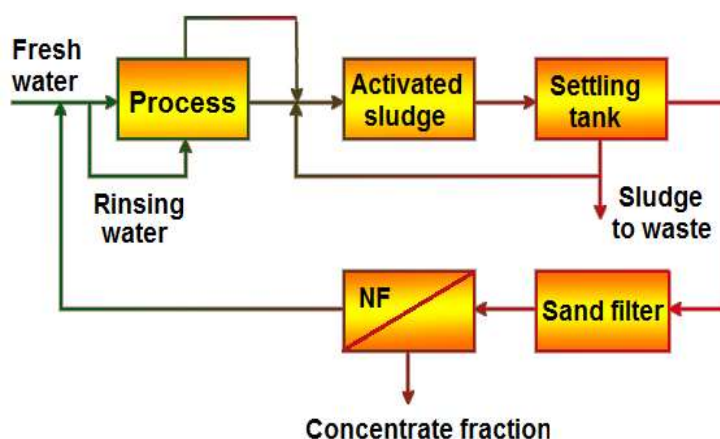 Fresh
water
Process
Activated
sludge
Settling
tank
Rinsing
water
Sludge
to waste
NF
Sand filter
Concentrate fraction